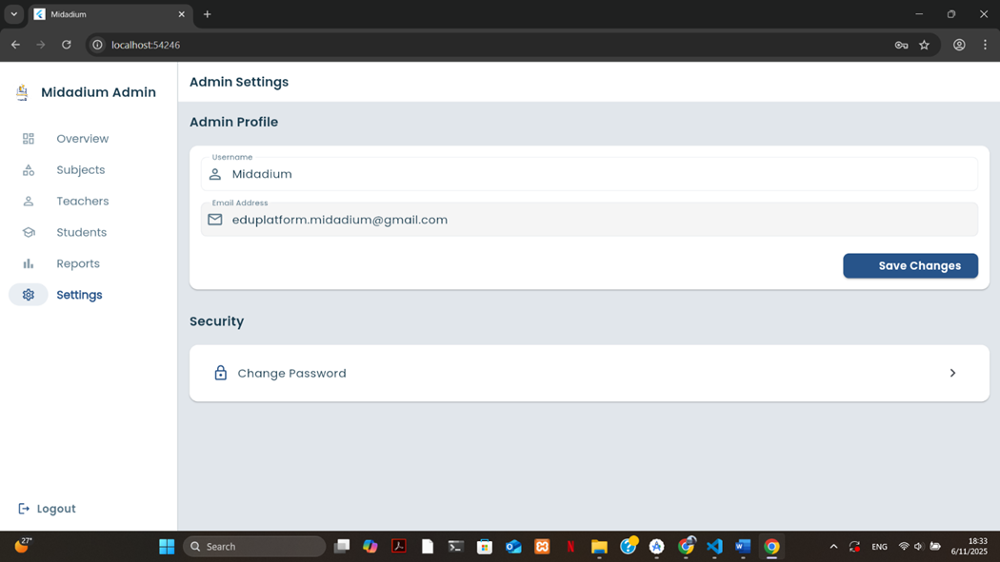 Midadium
localhost:54246
Midadium Admin
Overview
Subjects
Teachers
Students
Reports
Settings
Logout
Admin Settings
Admin Profile
Username
Midadium
Email Address
eduplatform.midadium@gmail.com
Save Changes
Security
Change Password
27°
Search
ENG
18:33
6/11/2025